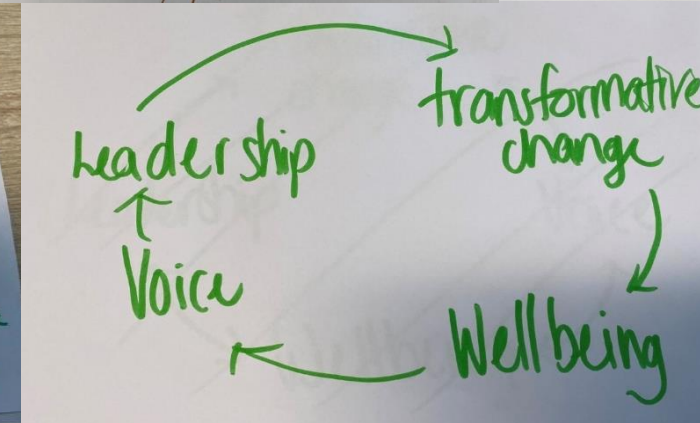 Leadership
transformative
change
Voice
Wellbeing